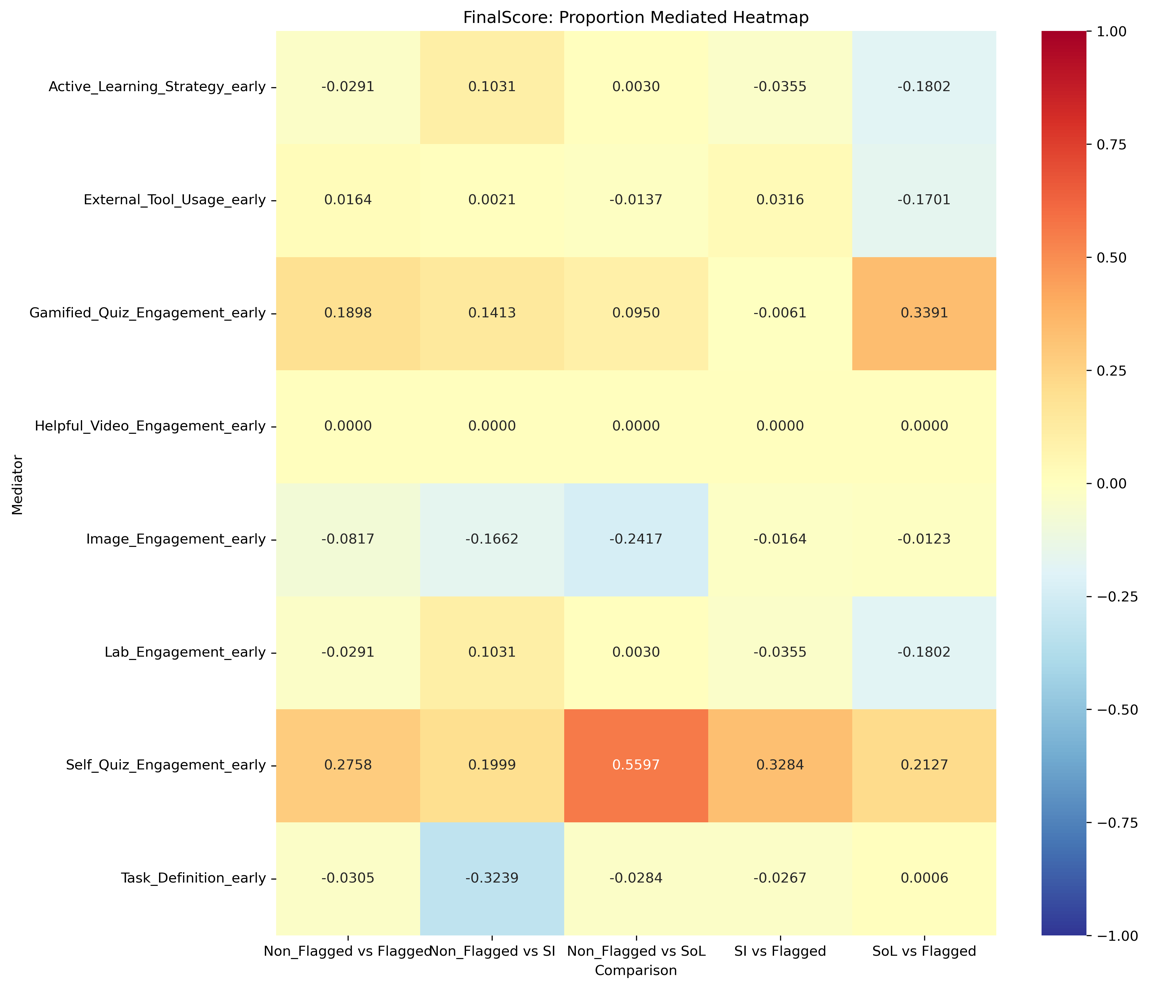 FinalScore: Proportion Mediated Heatmap
Mediator
Active_Learning_Strategy_early -0.0291 0.1031 0.0030 -0.0355 -0.1802
External_Tool_Usage_early 0.0164 0.0021 -0.0137 0.0316 -0.1701
Gamified_Quiz_Engagement_early 0.1898 0.1413 0.0950 -0.0061 0.3391
Helpful_Video_Engagement_early 0.0000 0.0000 0.0000 0.0000 0.0000
Image_Engagement_early -0.0817 -0.1662 -0.2417 -0.0164 -0.0123
Lab_Engagement_early -0.0291 0.1031 0.0030 -0.0355 -0.1802
Self_Quiz_Engagement_early 0.2758 0.1999 0.5597 0.3284 0.2127
Task_Definition_early -0.0305 -0.3239 -0.0284 -0.0267 0.0006
Non_Flagged vs Flagged Non_Flagged vs SI Non_Flagged vs SoL SI vs Flagged SoL vs Flagged
Comparison
1.00
0.75
0.50
0.25
0.00
−0.25
−0.50
−0.75
−1.00